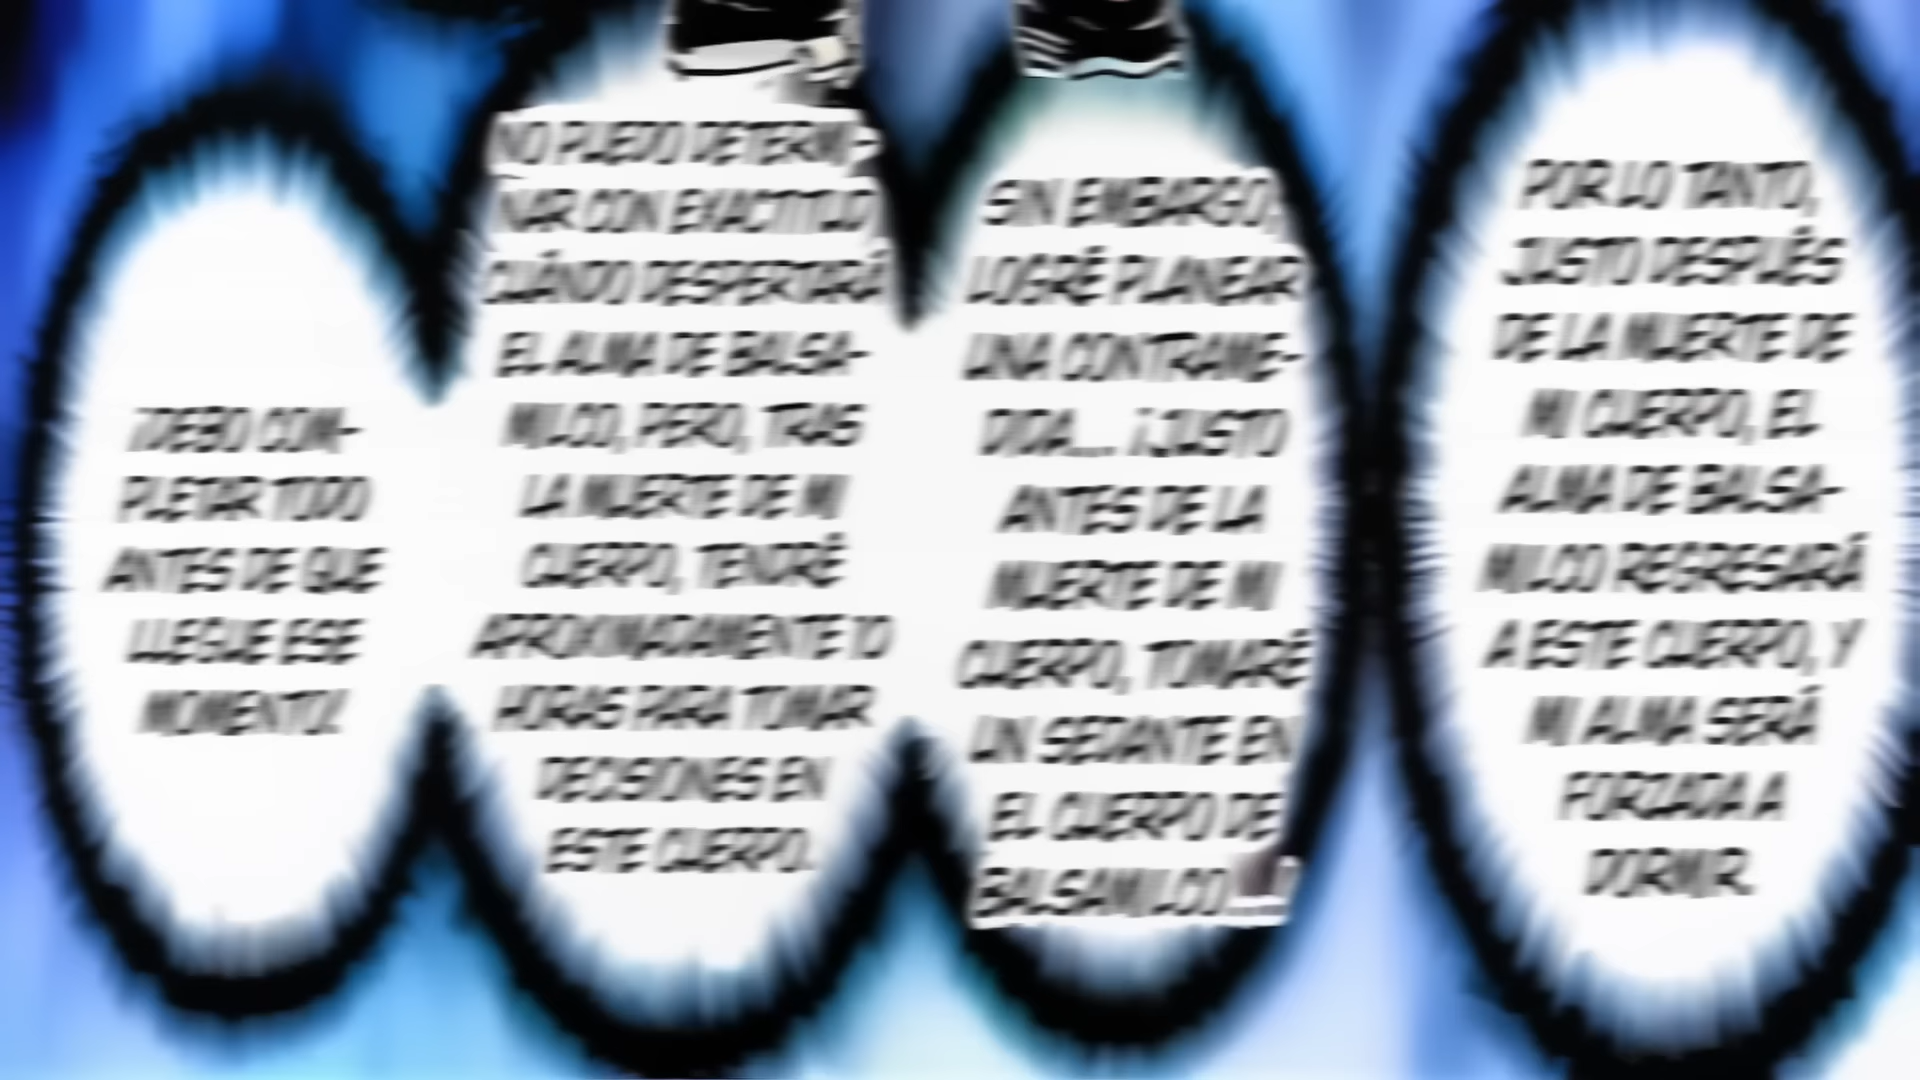 ¡DEBO COM-
PLETAR TODO
ANTES DE QUE
LLEGUE ESE
MOMENTO!
NO PUEDO DETERMI-
NAR CON EXACTITUD
CUÁNDO DESPERTARÁ
EL ALMA DE BALSA-
MILCO, PERO, TRAS
LA MUERTE DE MI
CUERPO, TENDRÉ
APROXIMADAMENTE 10
HORAS PARA TOMAR
DECISIONES EN
ESTE CUERPO.
SIN EMBARGO,
LOGRÉ PLANEAR
UNA CONTRAME-
DIDA... ¡JUSTO
ANTES DE LA
MUERTE DE MI
CUERPO, TOMARÉ
UN SEDANTE EN
EL CUERPO DE
BALSAMILCO...!
POR LO TANTO,
JUSTO DESPUÉS
DE LA MUERTE DE
MI CUERPO, EL
ALMA DE BALSA-
MILCO REGRESARÁ
A ESTE CUERPO, Y
MI ALMA SERÁ
FORZADA A
DORMIR.